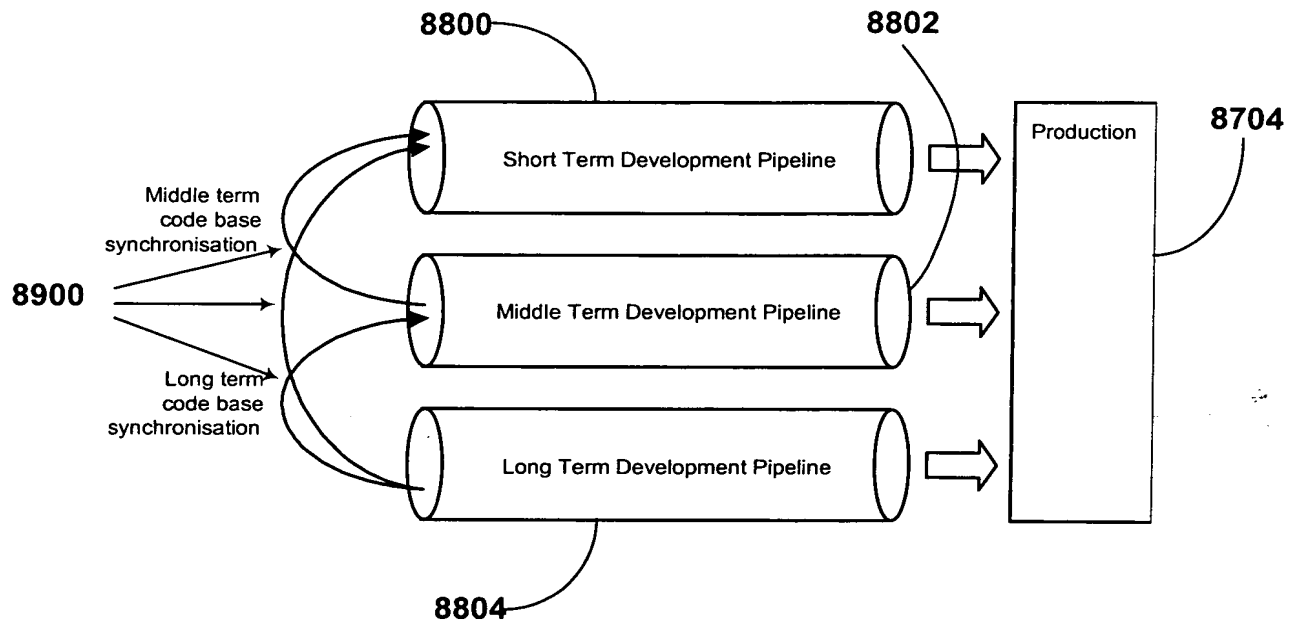 8800
8802
Short Term Development Pipeline
Production
8704
Middle term
code base
synchronisation
8900
Middle Term Development Pipeline
Long term
code base
synchronisation
Long Term Development Pipeline
8804